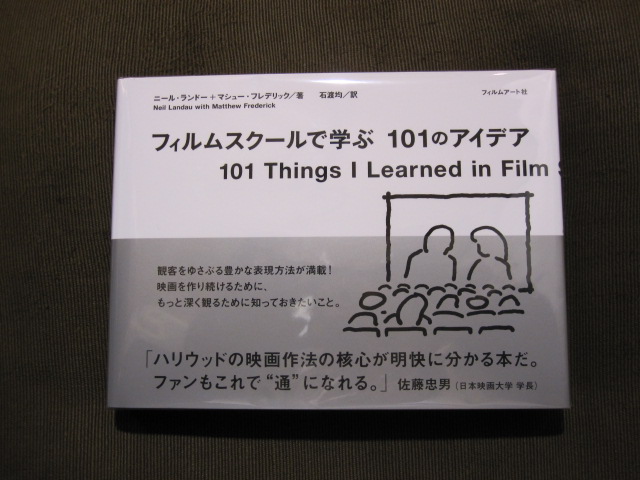 ニール・ランドー+マシュー・フレデリック/著 石渡均/訳 フィルムアート社
Neil Landau with Matthew Frederick
フィルムスクールで学ぶ 101のアイデア
101 Things I Learned in Film S
観客をゆさぶる豊かな表現方法が満載!
映画を作り続けるために、
もっと深く観るために知っておきたいこと。
「ハリウッドの映画作法の核心が明快に分かる本だ。
ファンもこれで“通”になれる。」 佐藤忠男(日本映画大学 学長)